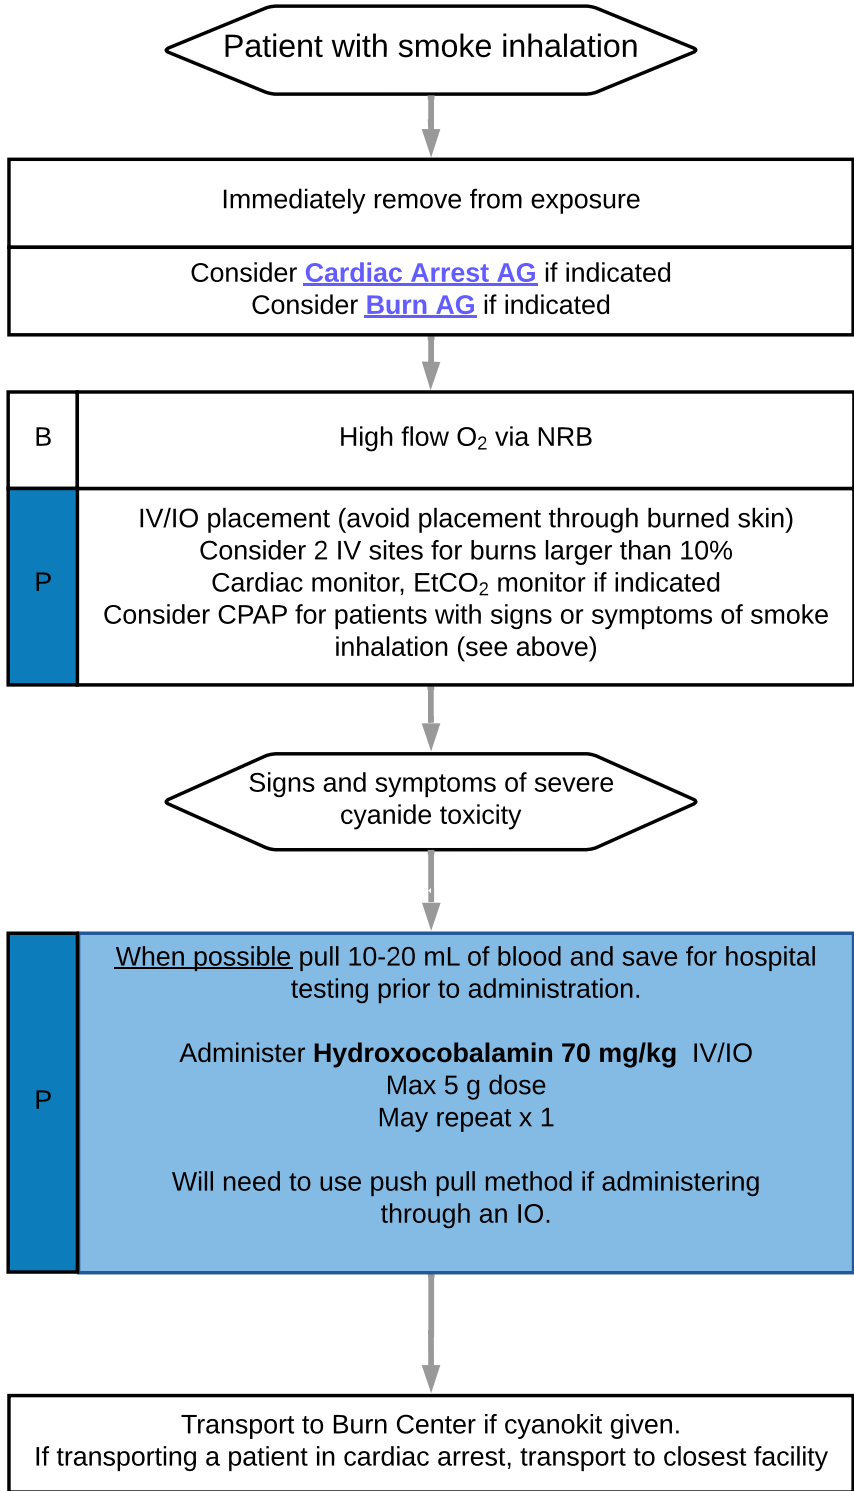 Patient with smoke inhalation
Immediately remove from exposure
Consider Cardiac Arrest AG if indicated
Consider Burn AG if indicated
B
High flow O₂ via NRB
P
IV/IO placement (avoid placement through burned skin)
Consider 2 IV sites for burns larger than 10%
Cardiac monitor, EtCO₂ monitor if indicated
Consider CPAP for patients with signs or symptoms of smoke
inhalation (see above)
Signs and symptoms of severe
cyanide toxicity
P
When possible pull 10-20 mL of blood and save for hospital
testing prior to administration.
Administer Hydroxocobalamin 70 mg/kg IV/IO
Max 5 g dose
May repeat x 1
Will need to use push pull method if administering
through an IO.
Transport to Burn Center if cyanokit given.
If transporting a patient in cardiac arrest, transport to closest facility